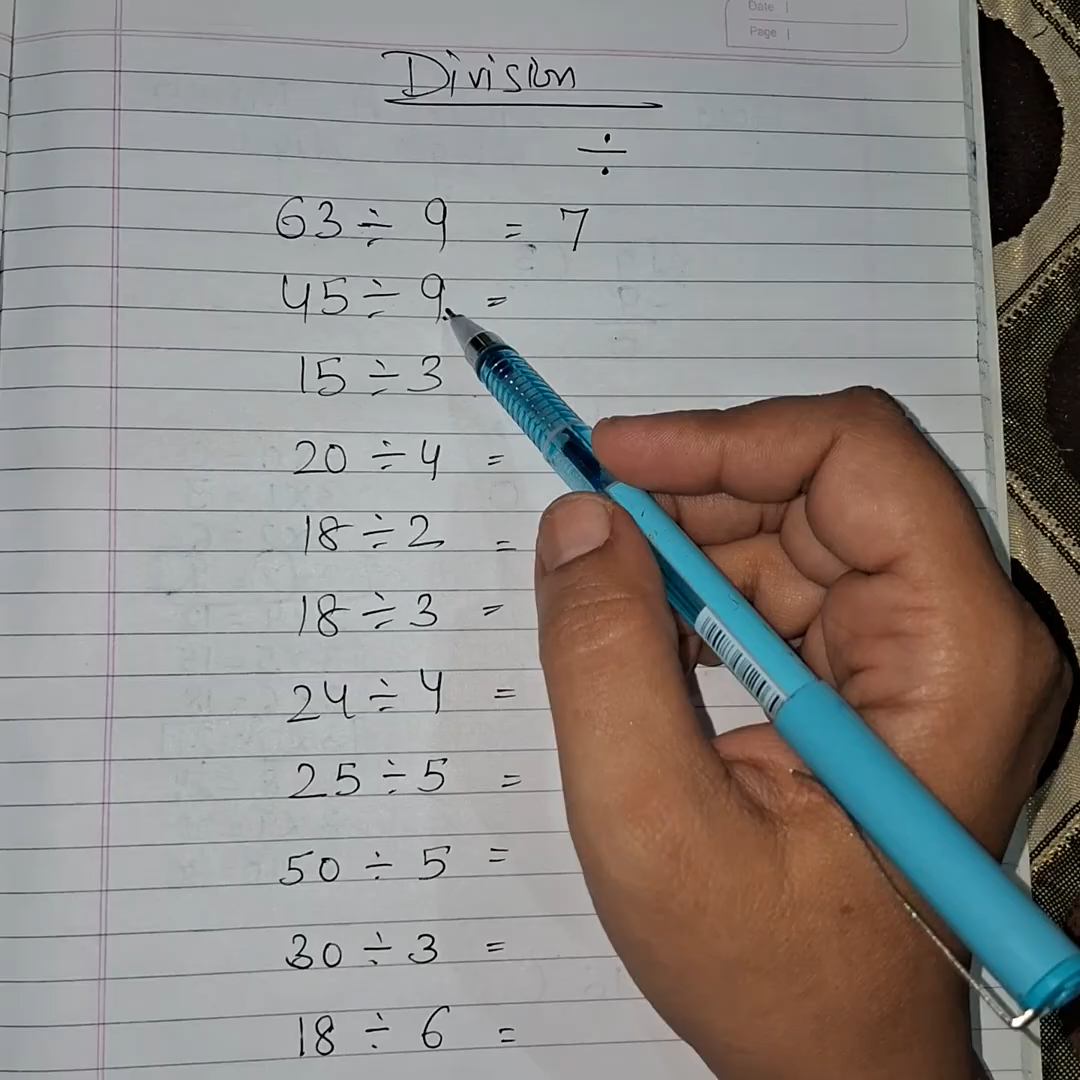 Date
Page
Division
÷
63 ÷ 9 = 7
45 ÷ 9 =
15 ÷ 3
20 ÷ 4 =
18 ÷ 2 =
18 ÷ 3 =
24 ÷ 4 =
25 ÷ 5 =
50 ÷ 5 =
30 ÷ 3 =
18 ÷ 6 =